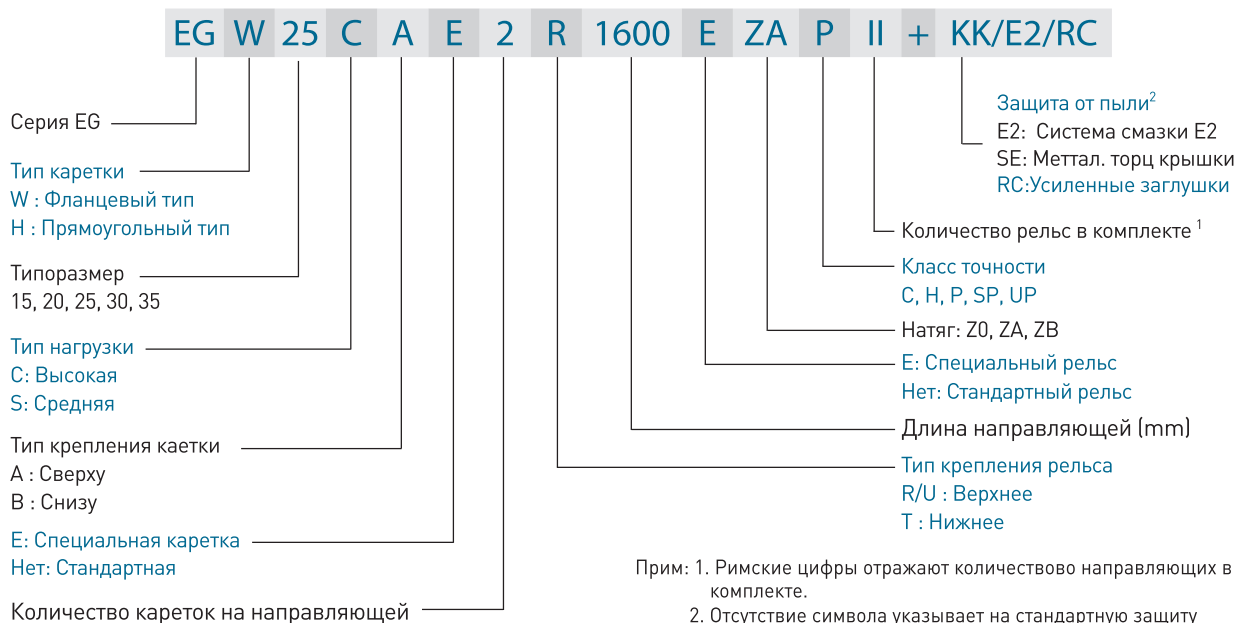 EG W 25 C A E 2 R 1600 E ZA P II + KK/E2/RC
Серия EG
Тип каретки
W : Фланцевый тип
H : Прямоугольный тип
Типоразмер
15, 20, 25, 30, 35
Тип нагрузки
C: Высокая
S: Средняя
Тип крепления каетки
A : Сверху
B : Снизу
E: Специальная каретка
Нет: Стандартная
Количество кареток на направляющей
Защита от пыли2
E2: Система смазки E2
SE: Меттал. торц крышки
RC:Усиленные заглушки
Количество рельс в комплекте 1
Класс точности
C, H, P, SP, UP
Натяг: Z0, ZA, ZB
E: Специальный рельс
Нет: Стандартный рельс
Длина направляющей (mm)
Тип крепления рельса
R/U : Верхнее
T : Нижнее
Прим: 1. Римские цифры отражают количествово направляющих в
комплекте.
2. Отсутствие символа указывает на стандартную защиту